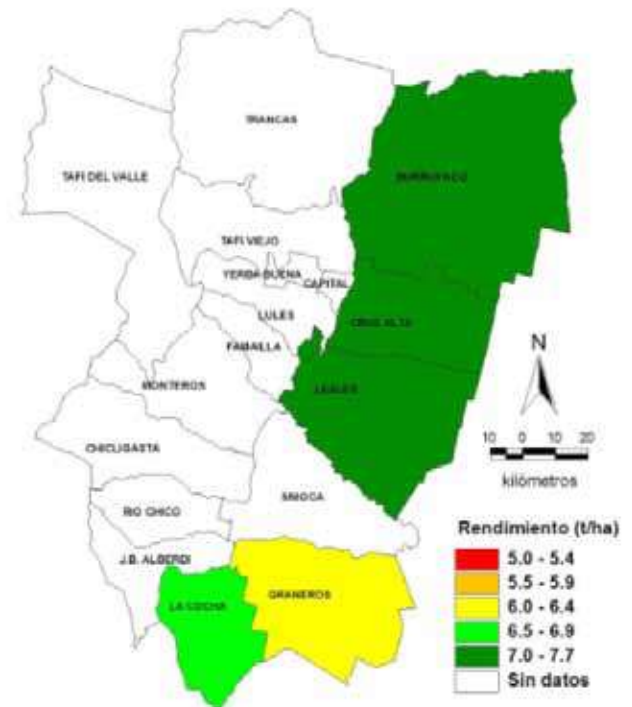 TRANCAS
TAFI DEL VALLE
BURRUYACU
TAFI VIEJO
YERBA BUENA
CAPITAL
LULES
CRUZ ALTA
FAMAILLA
LEALES
MONTEROS
N
10 0 10 20
kilómetros
CHICLIGASTA
SIMOCA
RIO CHICO
J.B. ALBERDI
GRANEROS
LA COCHA
Rendimiento (t/ha)
5.0 - 5.4
5.5 - 5.9
6.0 - 6.4
6.5 - 6.9
7.0 - 7.7
Sin datos